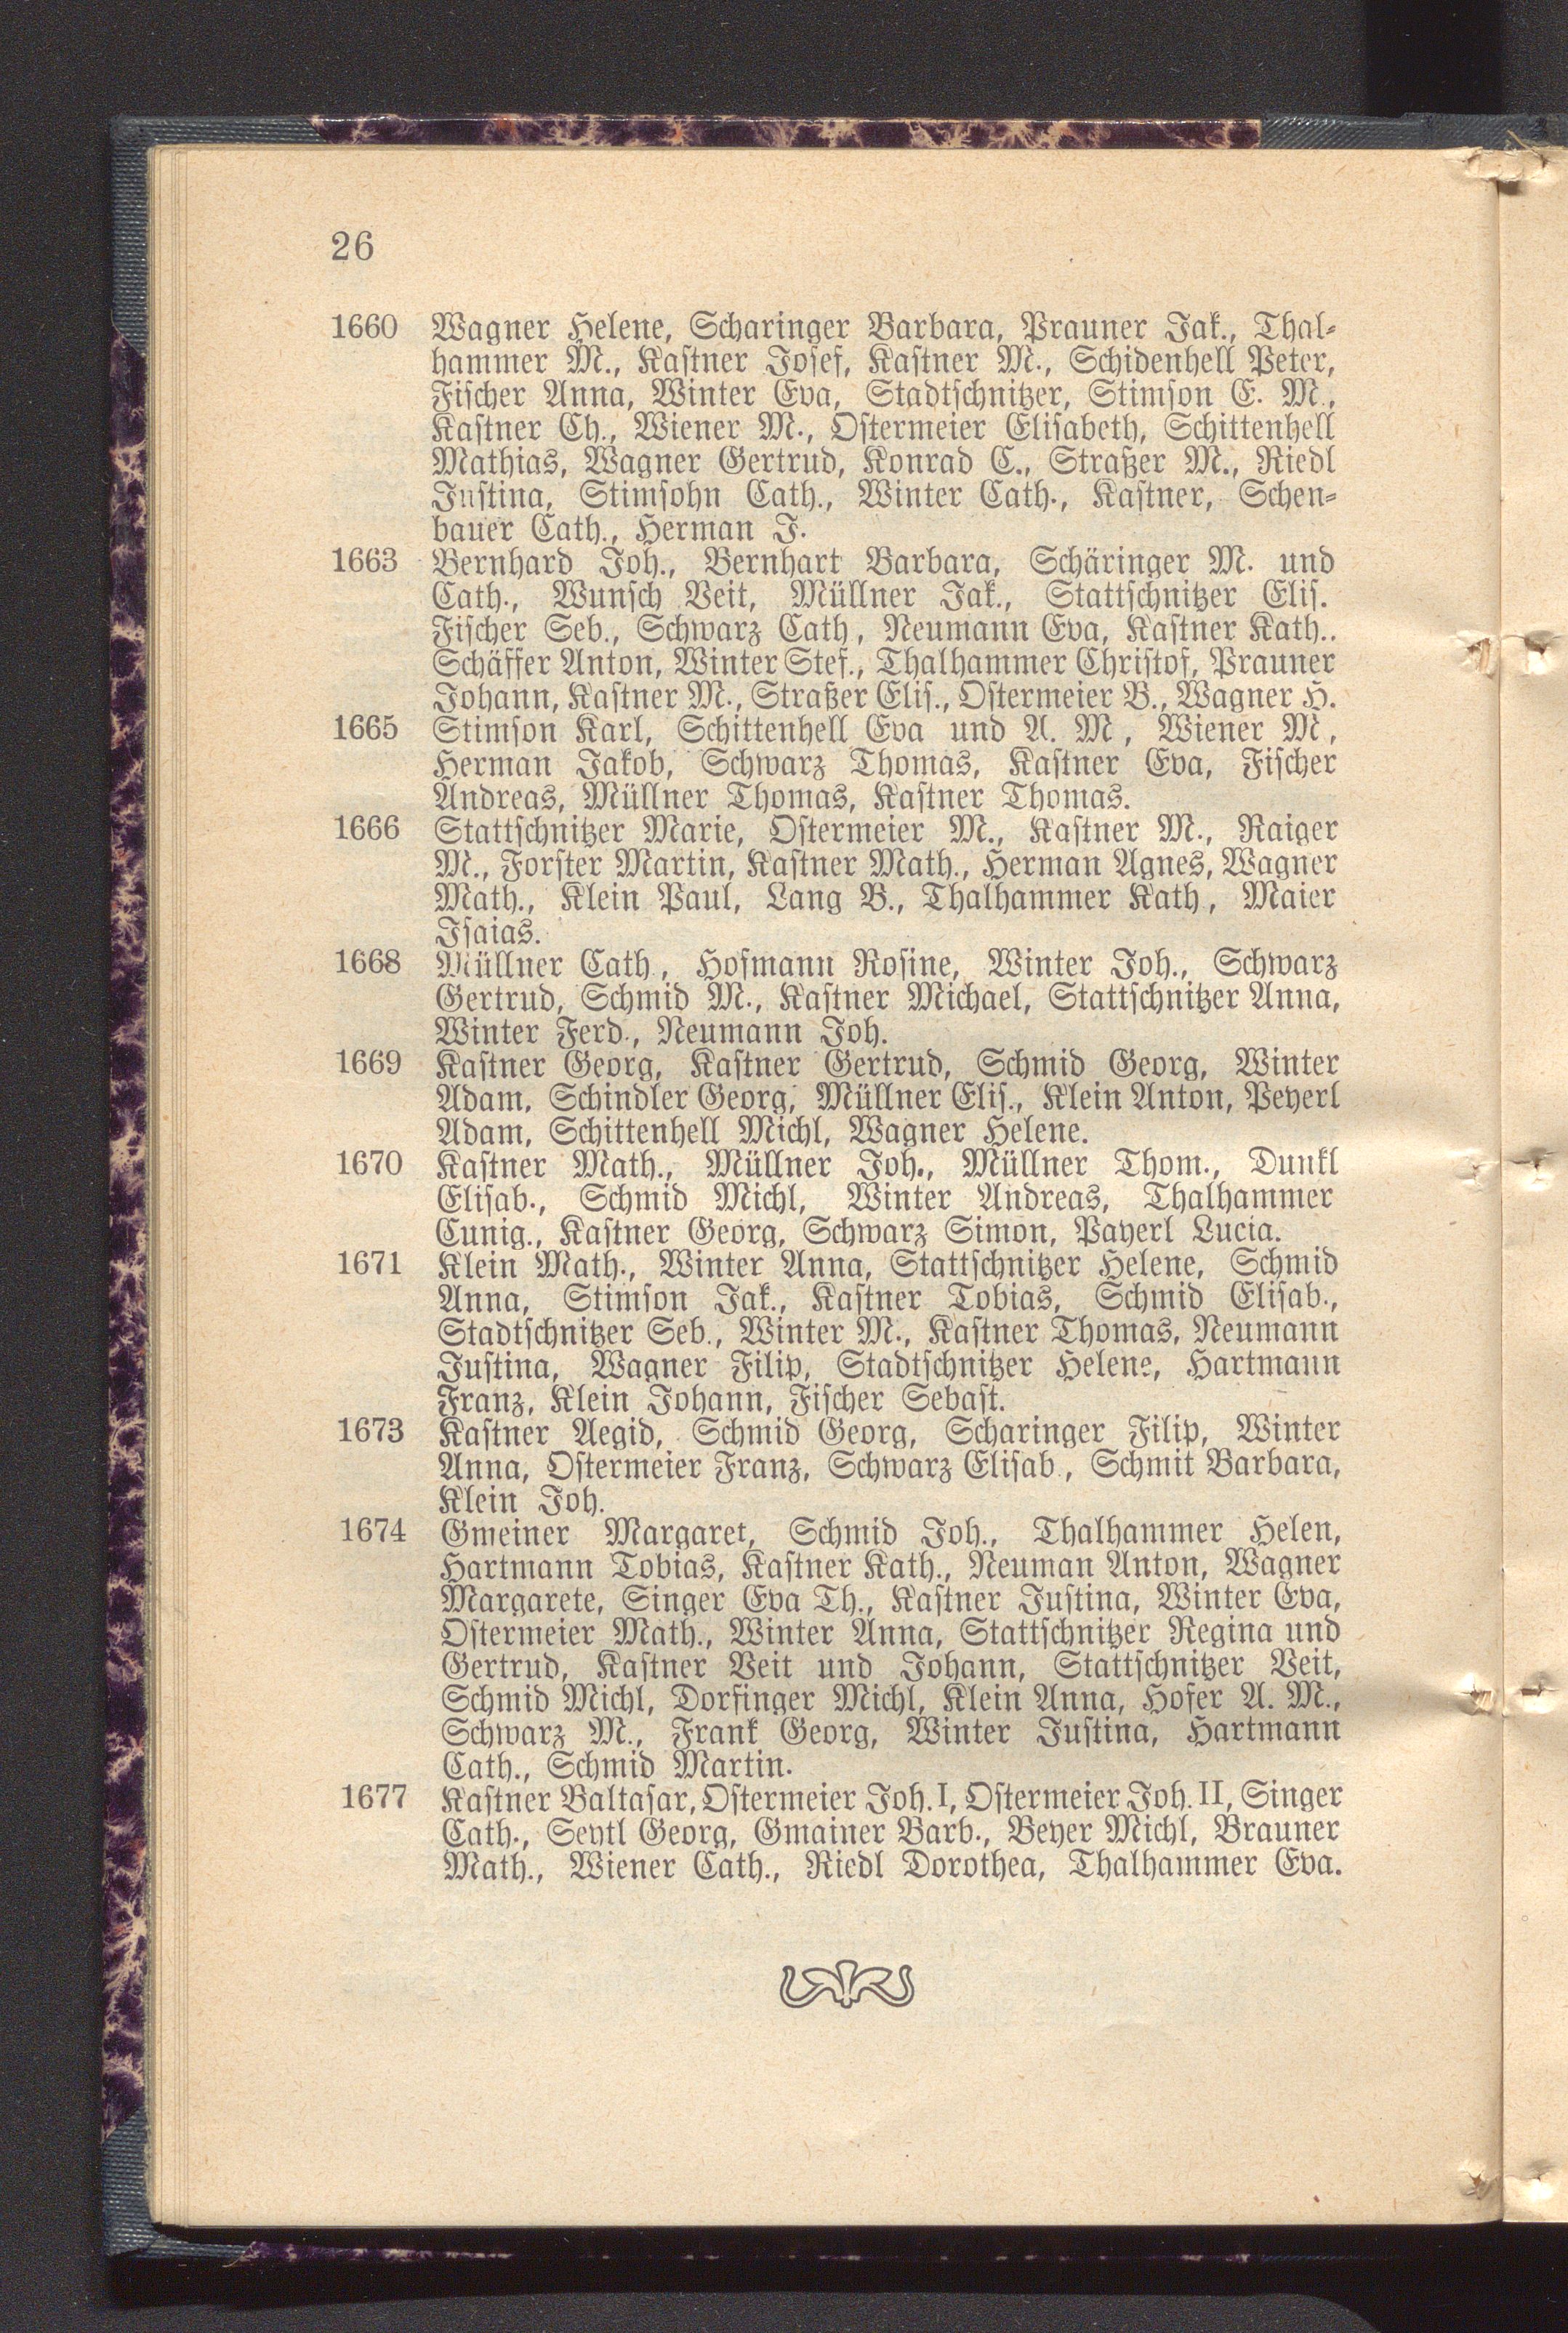 26
1660 Wagner Helene, Scharinger Barbara, Prauner Jak., Thal-
hammer M., Kastner Josef, Kastner M., Schidenhell Peter,
Fischer Anna, Winter Eva, Stadtschnitzer, Stimson E. M.,
Kastner Ch., Wiener M., Ostermeier Elisabeth, Schittenhell
Mathias, Wagner Gertrud, Konrad C., Straßer M., Riedl
Justina, Stimsohn Cath., Winter Cath., Kastner, Schen-
bauer Cath., Herman J.
1663 Bernhard Joh., Bernhart Barbara, Schäringer M. und
Cath., Wunsch Veit, Müllner Jak., Stattschnitzer Elis.
Fischer Seb., Schwarz Cath, Neumann Eva, Kastner Kath..
Schäffer Anton, Winter Stef., Thalhammer Christof, Prauner
Johann, Kastner M., Straßer Elis., Ostermeier B., Wagner H.
1665 Stimson Karl, Schittenhell Eva und A. M, Wiener M,
Herman Jakob, Schwarz Thomas, Kastner Eva, Fischer
Andreas, Müllner Thomas, Kastner Thomas.
1666 Stattschnitzer Marie, Ostermeier M., Kastner M., Raiger
M., Forster Martin, Kastner Math., Herman Agnes, Wagner
Math., Klein Paul, Lang B., Thalhammer Kath, Maier
Isaias.
1668 Müllner Cath, Hofmann Rosine, Winter Joh., Schwarz
Gertrud, Schmid M., Kastner Michael, Stattschnitzer Anna,
Winter Ferd., Neumann Joh.
1669 Kastner Georg, Kastner Gertrud, Schmid Georg, Winter
Adam, Schindler Georg, Müllner Elis., Klein Anton, Peyerl
Adam, Schittenhell Michl, Wagner Helene.
1670 Kastner Math., Müllner Joh., Müllner Thom., Dunkl
Elisab., Schmid Michl, Winter Andreas, Thalhammer
Cunig., Kastner Georg, Schwarz Simon, Payerl Lucia.
1671 Klein Math., Winter Anna, Stattschnitzer Helene, Schmid
Anna, Stimson Jak., Kastner Tobias, Schmid Elisab.,
Stadtschnitzer Seb., Winter M., Kastner Thomas, Neumann
Justina, Wagner Filip, Stadtschnitzer Helene, Hartmann
Franz, Klein Johann, Fischer Sebast.
1673 Kastner Aegid, Schmid Georg, Scharinger Filip, Winter
Anna, Ostermeier Franz, Schwarz Elisab., Schmit Barbara,
Klein Joh.
1674 Gmeiner Margaret, Schmid Joh., Thalhammer Helen,
Hartmann Tobias, Kastner Kath., Neuman Anton, Wagner
Margarete, Singer Eva Th., Kastner Justina, Winter Eva,
Ostermeier Math., Winter Anna, Stattschnitzer Regina und
Gertrud, Kastner Veit und Johann, Stattschnitzer Veit,
Schmid Michl, Dorfinger Michl, Klein Anna, Hofer A. M.,
Schwarz M., Frank Georg, Winter Justina, Hartmann
Cath., Schmid Martin.
1677 Kastner Baltasar, Ostermeier Joh. I, Ostermeier Joh. II, Singer
Cath., Seytl Georg, Gmainer Barb., Beyer Michl, Brauner
Math., Wiener Cath., Riedl Dorothea, Thalhammer Eva.